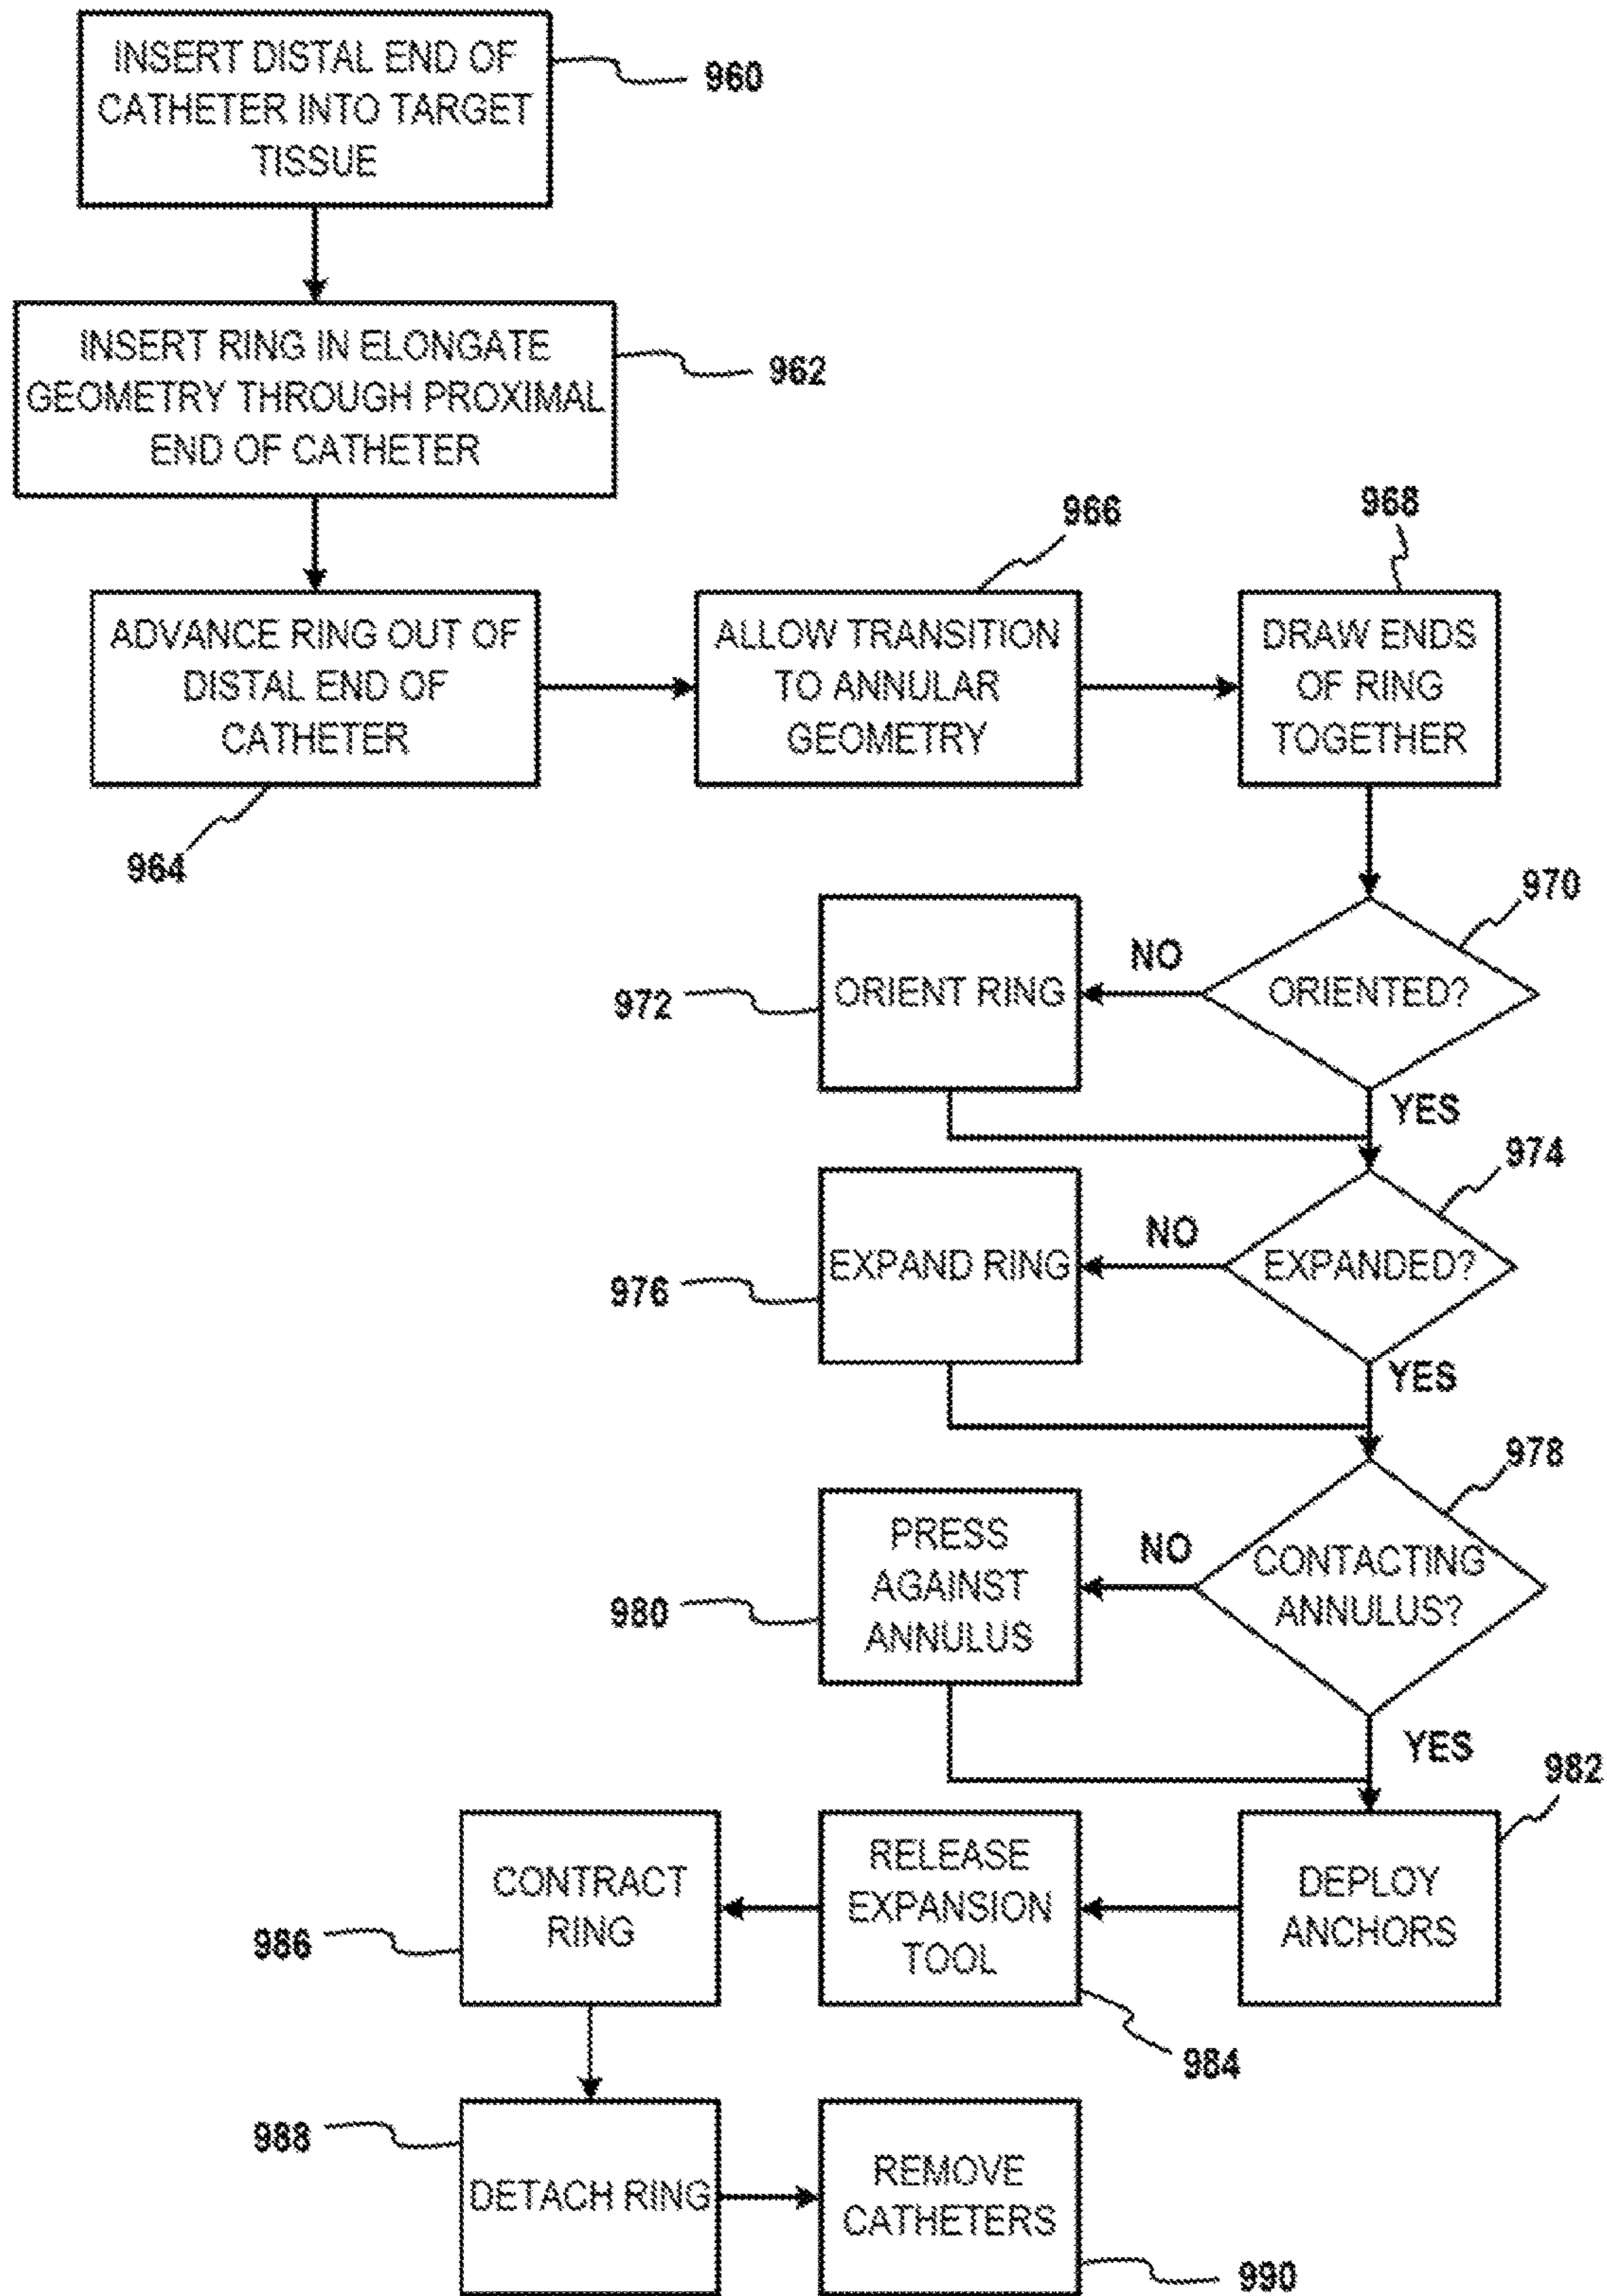 INSERT DISTAL END OF
CATHETER INTO TARGET
TISSUE
960
INSERT RING IN ELONGATE
GEOMETRY THROUGH PROXIMAL
END OF CATHETER
962
966
968
ADVANCE RING OUT OF
DISTAL END OF
CATHETER
964
ALLOW TRANSITION
TO ANNULAR
GEOMETRY
DRAW ENDS
OF RING
TOGETHER
970
ORIENTED?
NO
ORIENT RING
972
YES
974
EXPANDED?
NO
EXPAND RING
976
YES
978
CONTACTING
ANNULUS?
NO
PRESS
AGAINST
ANNULUS
980
YES
982
DEPLOY
ANCHORS
RELEASE
EXPANSION
TOOL
984
CONTRACT
RING
986
988
DETACH RING
REMOVE
CATHETERS
990